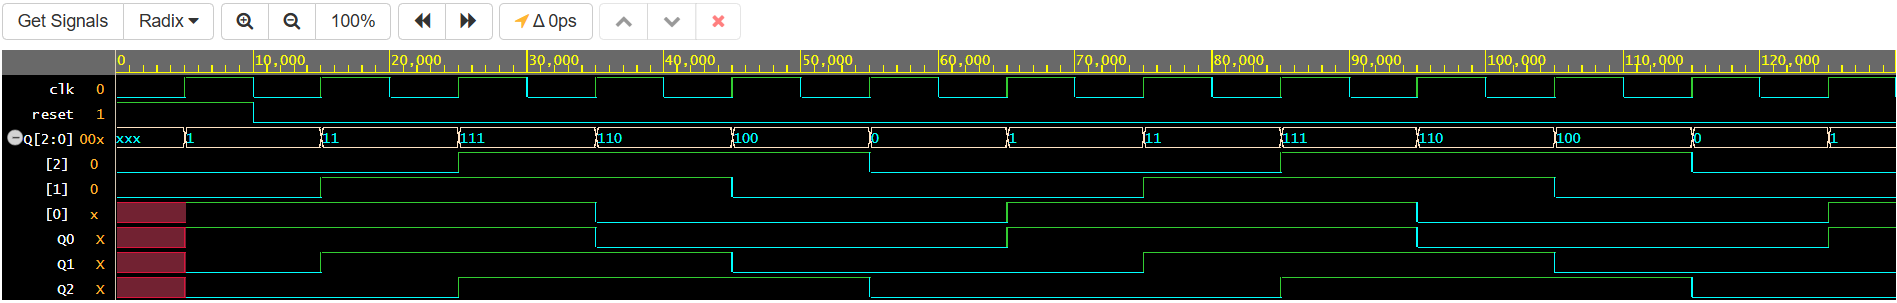 Get Signals Radix 100% Δ 0ps
0 10,000 20,000 30,000 40,000 50,000 60,000 70,000 80,000 90,000 100,000 110,000 120,000
clk 0
reset 1
Q[2:0] 00x xxx 1 11 111 110 100 0 1 11 111 110 100 0 1
[2] 0
[1] 0
[0] x
Q0 X
Q1 X
Q2 X